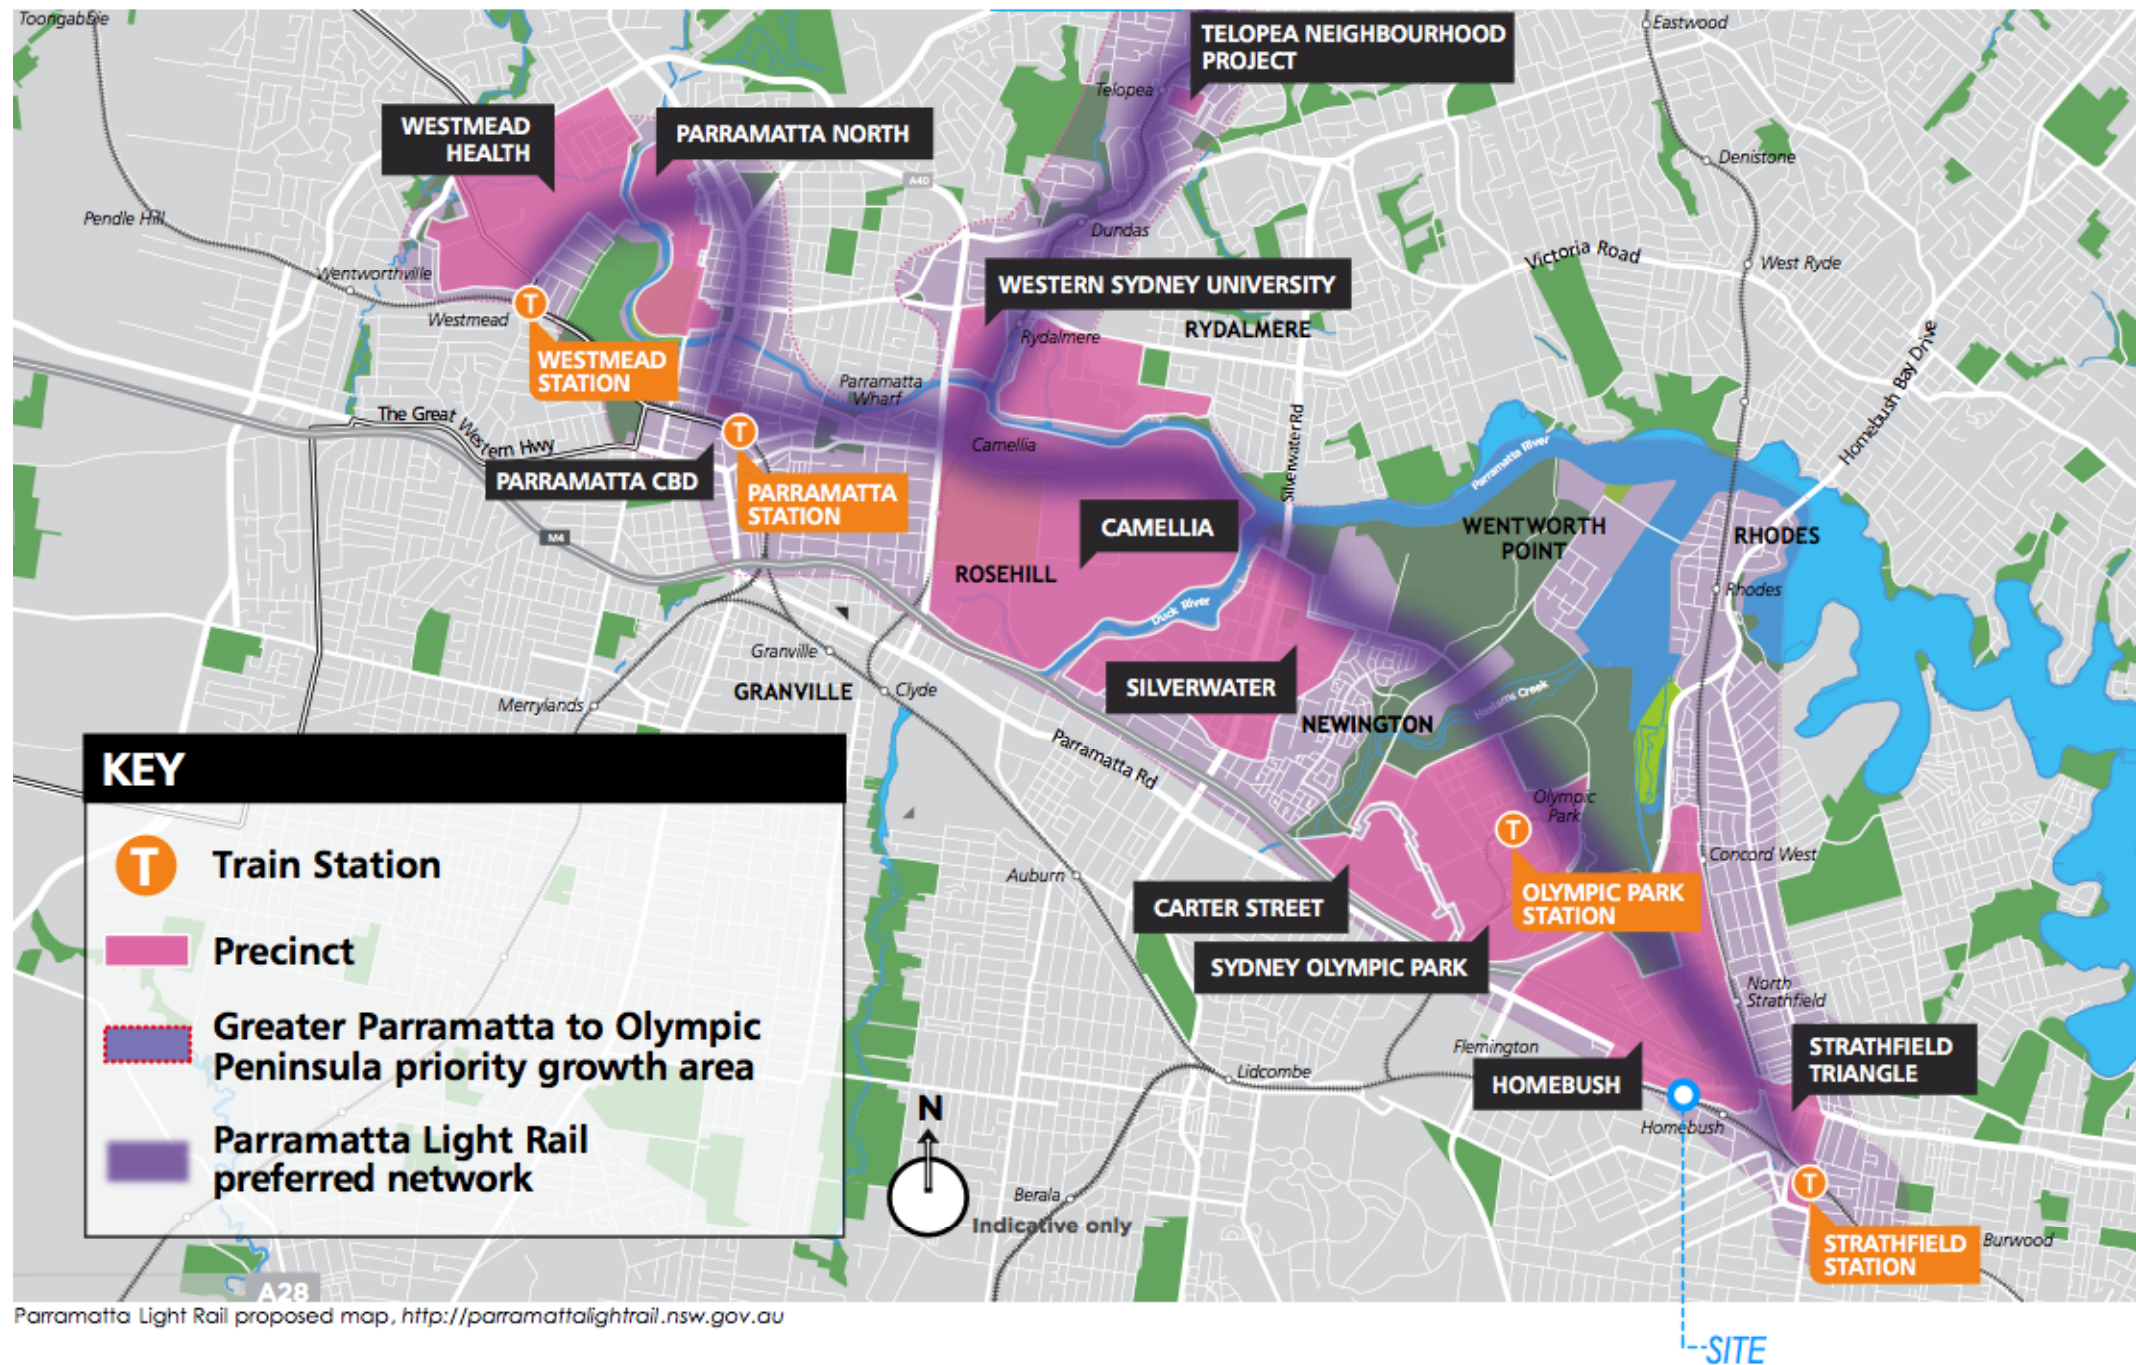 Toongabbie
TELOPEA NEIGHBOURHOOD
PROJECT
Eastwood
Telopea
WESTMEAD
HEALTH
PARRAMATTA NORTH
Denistone
A40
Pendle Hill
Dundas
Victoria Road
West Ryde
Wentworthville
WESTERN SYDNEY UNIVERSITY
Westmead
RYDALMERE
Rydalmere
WESTMEAD
STATION
Parramatta
Wharf
Homebush Bay Drive
The Great Western Hwy
Camellia
Silverwater Rd
Parramatta River
PARRAMATTA CBD
PARRAMATTA
STATION
CAMELLIA
WENTWORTH
POINT
RHODES
M4
ROSEHILL
Rhodes
Duck River
Granville
GRANVILLE
Clyde
SILVERWATER
Haslams Creek
Merrylands
NEWINGTON
Parramatta Rd
Olympic
Park
Concord West
Auburn
OLYMPIC PARK
STATION
CARTER STREET
SYDNEY OLYMPIC PARK
North
Strathfield
Flemington
STRATHFIELD
TRIANGLE
Lidcombe
HOMEBUSH
Homebush
Berala
STRATHFIELD
STATION
Burwood
KEY
T Train Station
Precinct
Greater Parramatta to Olympic
Peninsula priority growth area
Parramatta Light Rail
preferred network
N
Indicative only
A28
T
T
T
T
Parramatta Light Rail proposed map, http://parramattalightrail.nsw.gov.au
SITE